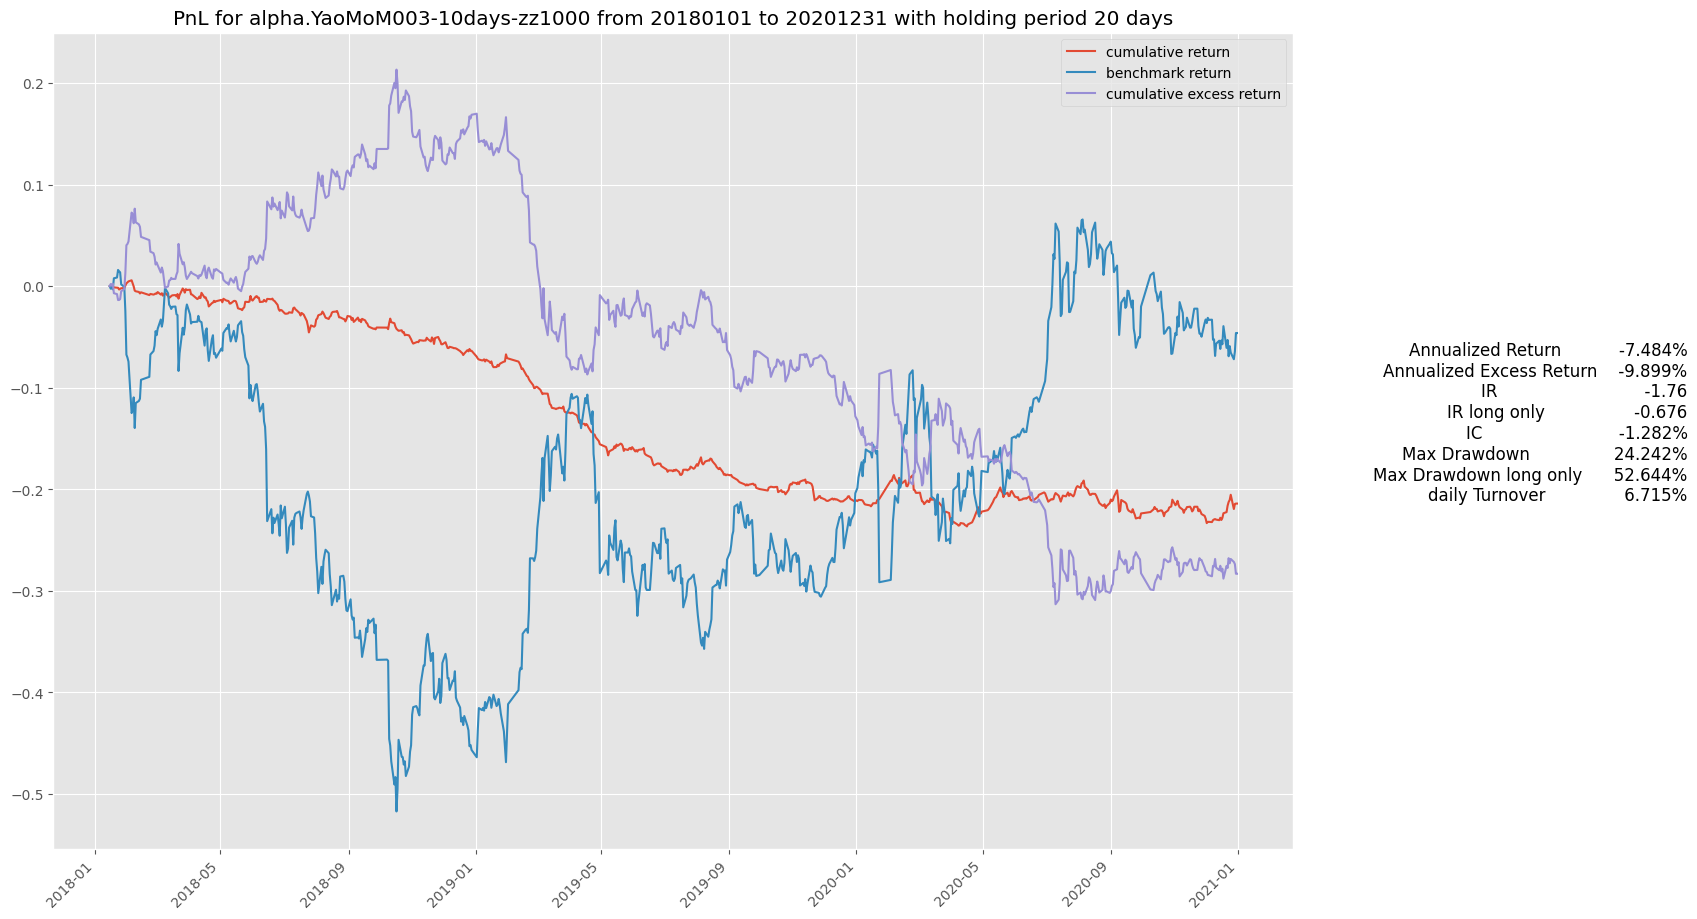 PnL for alpha.YaoMoM003-10days-zz1000 from 20180101 to 20201231 with holding period 20 days
cumulative return
benchmark return
cumulative excess return
0.2
0.1
0.0
−0.1
−0.2
−0.3
−0.4
−0.5
2018-01
2018-05
2018-09
2019-01
2019-05
2019-09
2020-01
2020-05
2020-09
2021-01
Annualized Return -7.484%
Annualized Excess Return -9.899%
IR -1.76
IR long only -0.676
IC -1.282%
Max Drawdown 24.242%
Max Drawdown long only 52.644%
daily Turnover 6.715%